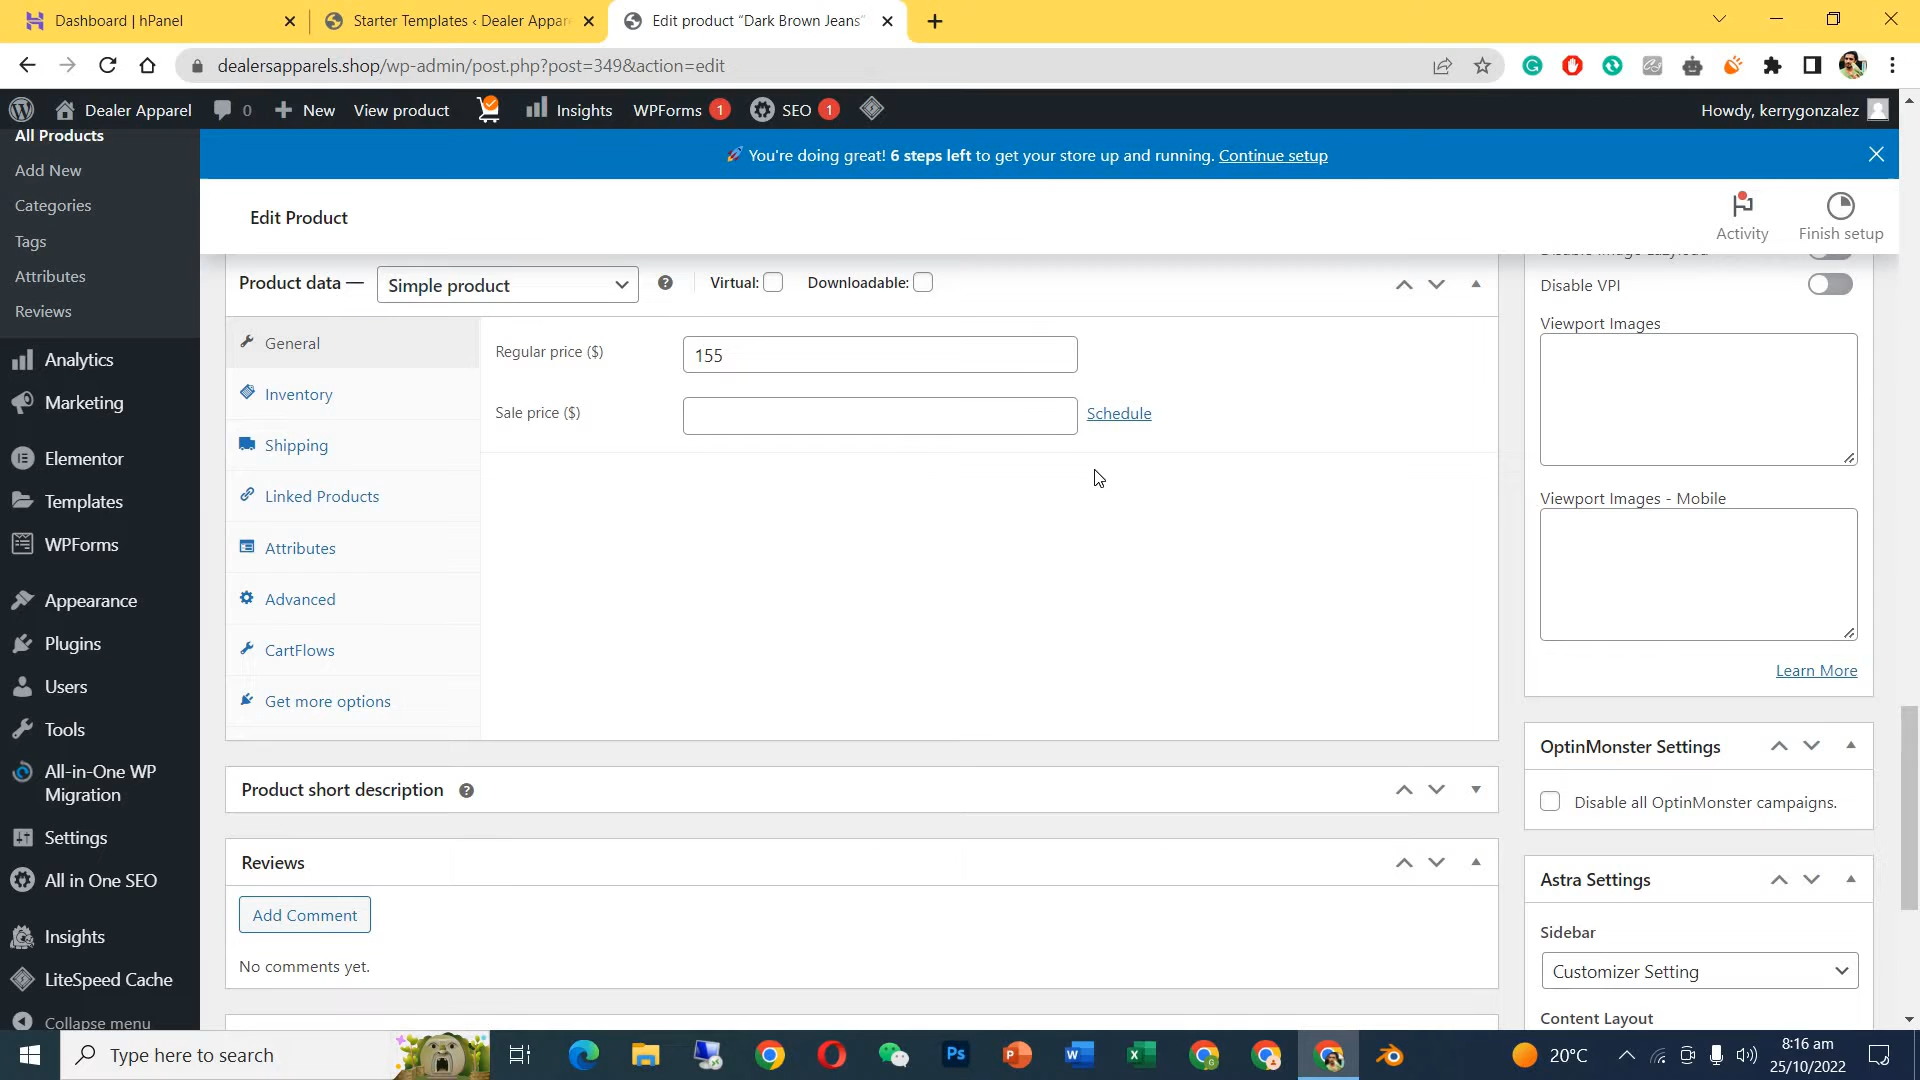 Dashboard | hPanel
Starter Templates ‹ Dealer Appar
Edit product “Dark Brown Jeans”
dealersapparels.shop/wp-admin/post.php?post=349&action=edit
Dealer Apparel
0
New
View product
Insights
WPForms 1
SEO 1
Howdy, kerrygonzalez
All Products
Add New
Categories
Tags
Attributes
Reviews
Analytics
Marketing
Elementor
Templates
WPForms
Appearance
Plugins
Users
Tools
All-in-One WP
Migration
Settings
All in One SEO
Insights
LiteSpeed Cache
Collapse menu
🚀 You're doing great! 6 steps left to get your store up and running. Continue setup
Edit Product
Activity
Finish setup
Product data —
Simple product
Virtual:
Downloadable:
General
Inventory
Shipping
Linked Products
Attributes
Advanced
CartFlows
Get more options
Regular price ($)
155
Sale price ($)
Schedule
Product short description
Reviews
Add Comment
No comments yet.
Disable VPI
Viewport Images
Viewport Images - Mobile
Learn More
OptinMonster Settings
Disable all OptinMonster campaigns.
Astra Settings
Sidebar
Customizer Setting
Content Layout
Type here to search
Ps
20°C
8:16 am
25/10/2022